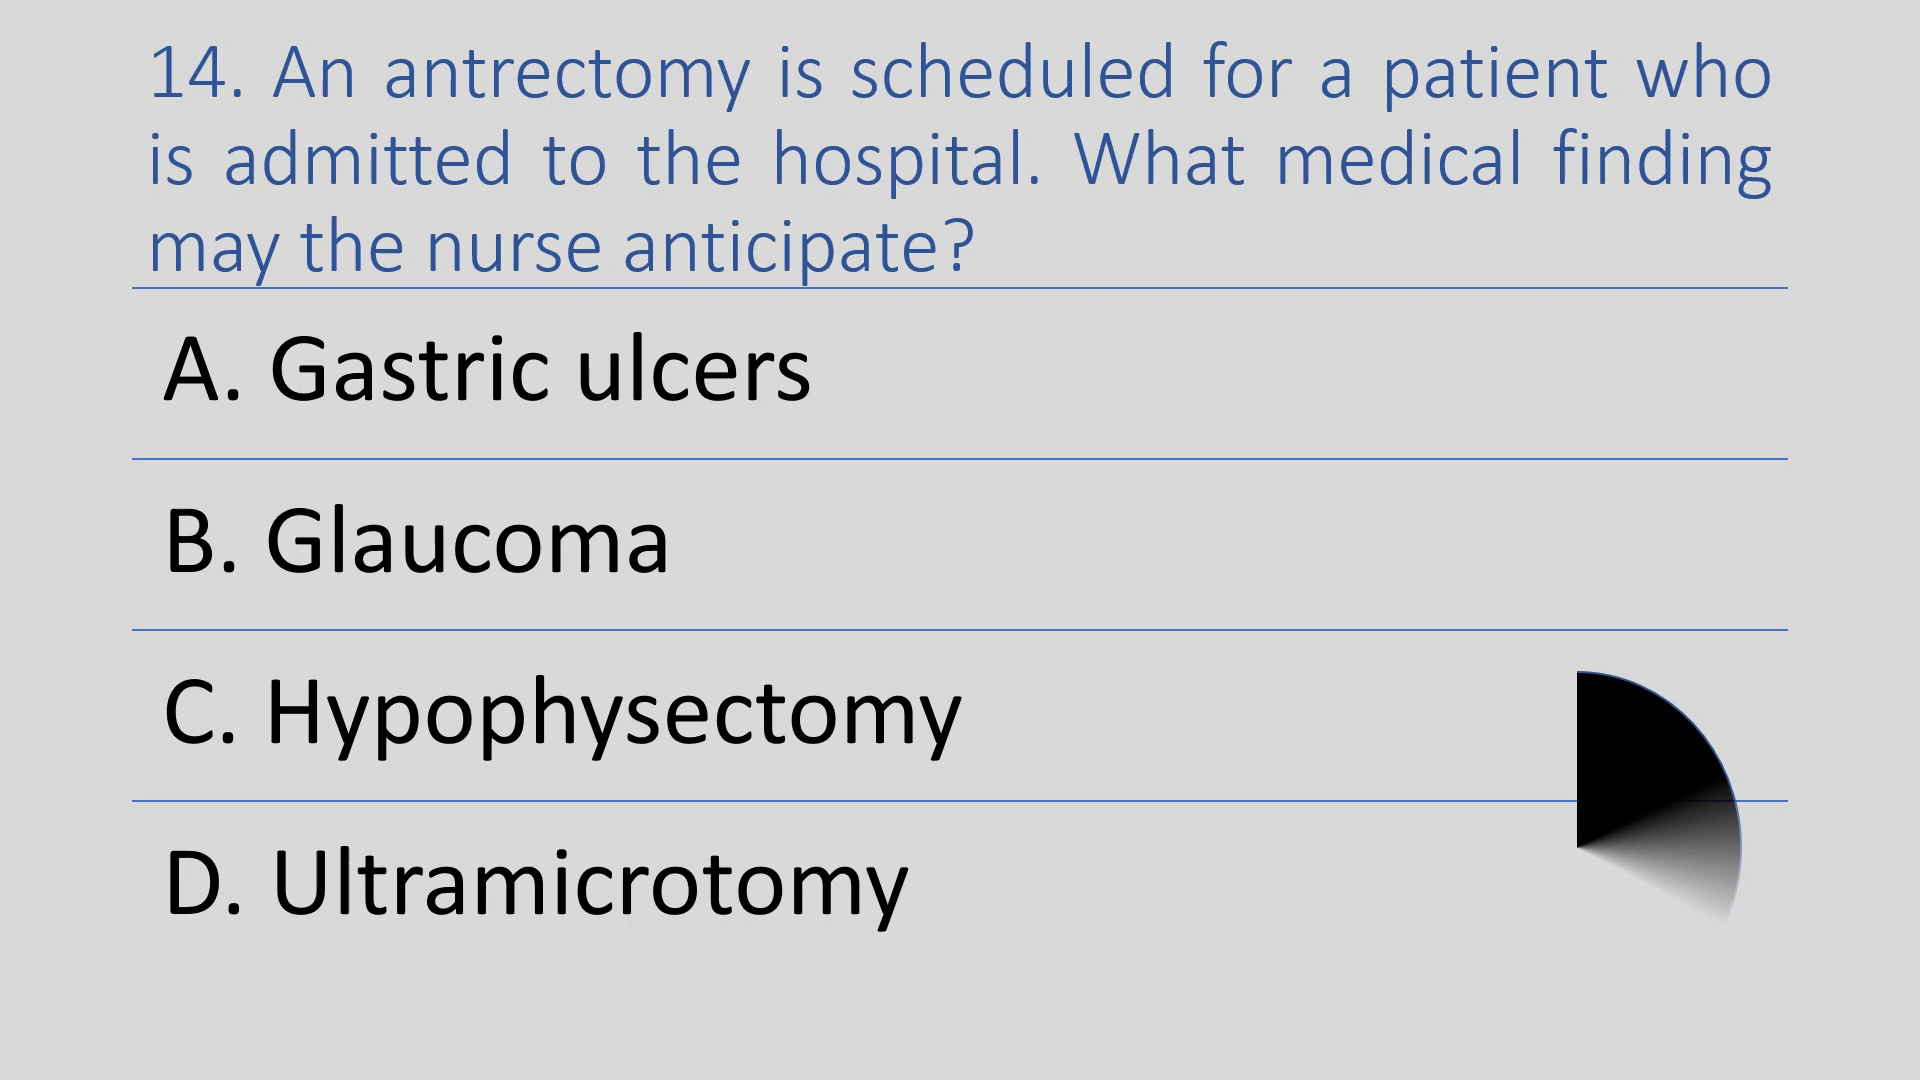 14. An antrectomy is scheduled for a patient who
is admitted to the hospital. What medical finding
may the nurse anticipate?
A. Gastric ulcers
B. Glaucoma
C. Hypophysectomy
D. Ultramicrotomy